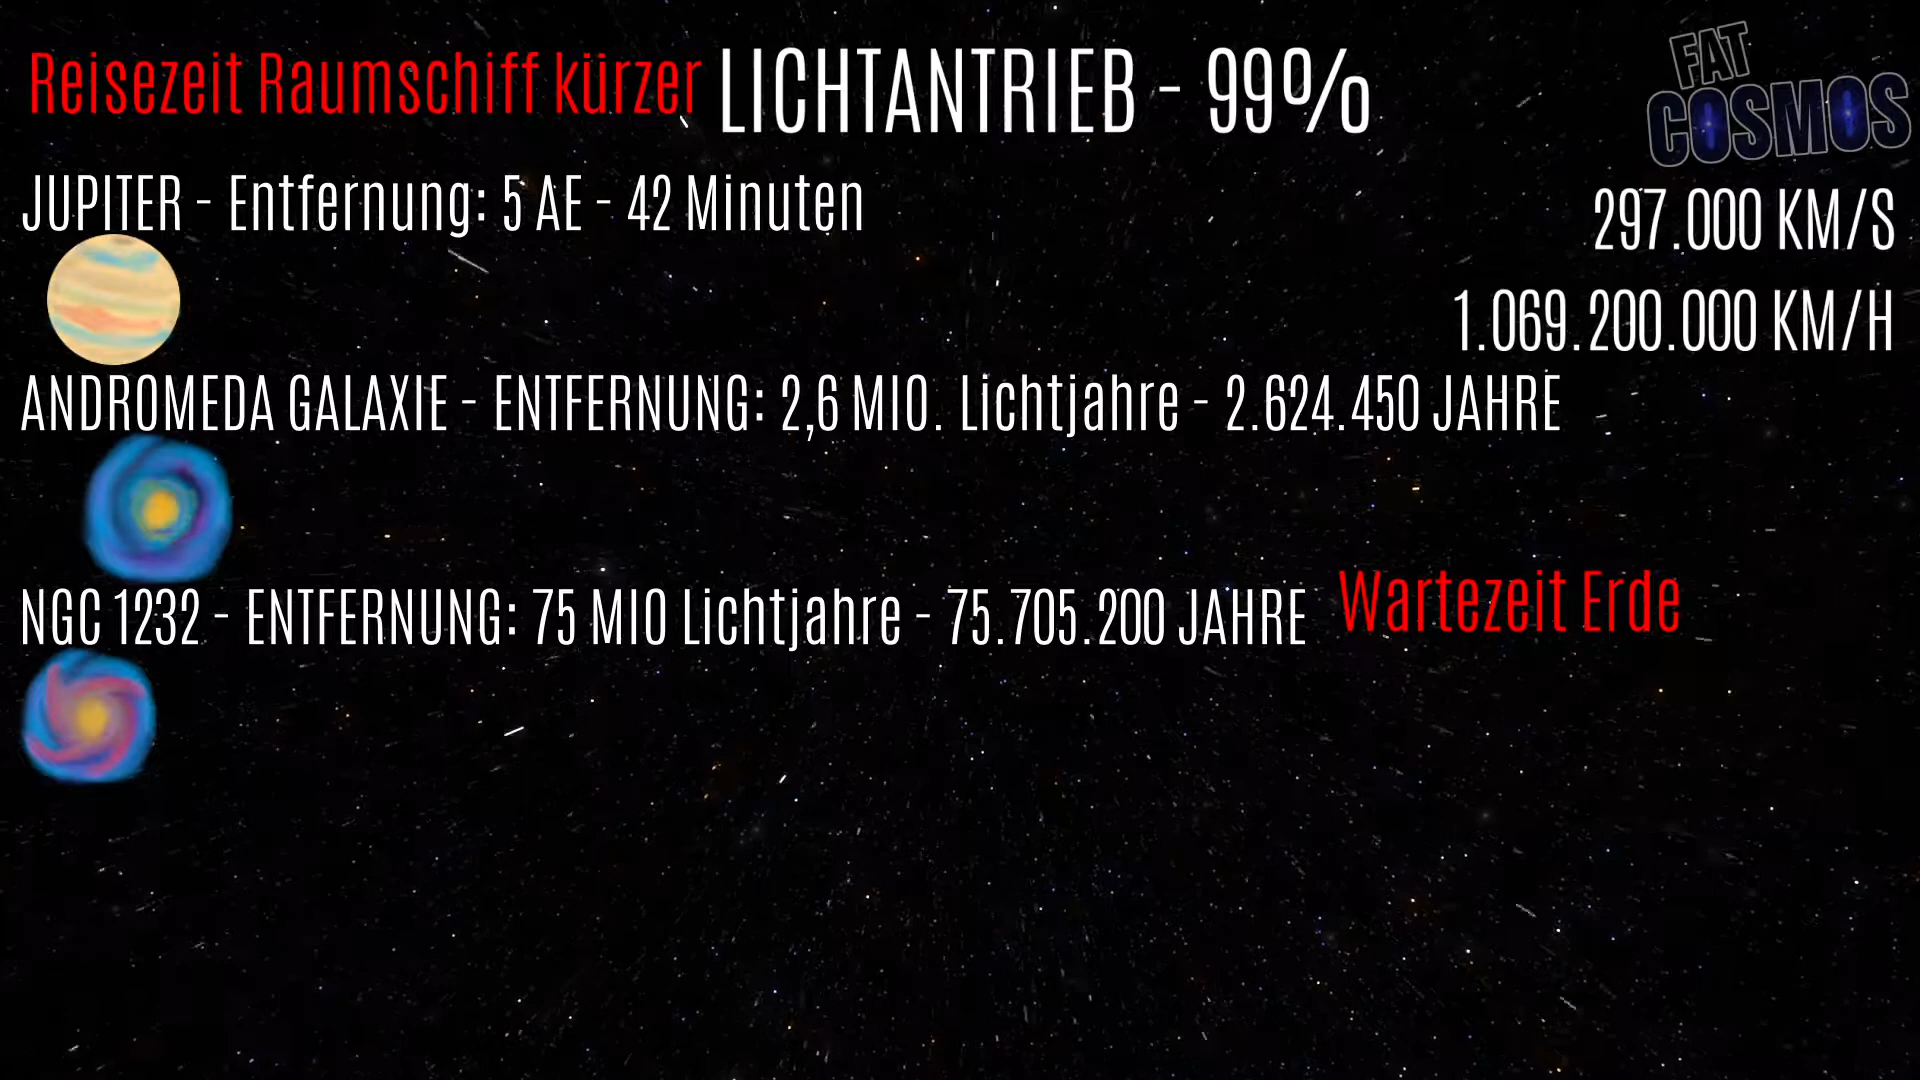 Reisezeit Raumschiff kürzer LICHTANTRIEB - 99%
FAT
COSMOS
JUPITER - Entfernung: 5 AE - 42 Minuten
297.000 KM/S
1.069.200.000 KM/H
ANDROMEDA GALAXIE - ENTFERNUNG: 2,6 MIO. Lichtjahre - 2.624.450 JAHRE
NGC 1232 - ENTFERNUNG: 75 MIO Lichtjahre - 75.705.200 JAHRE Wartezeit Erde